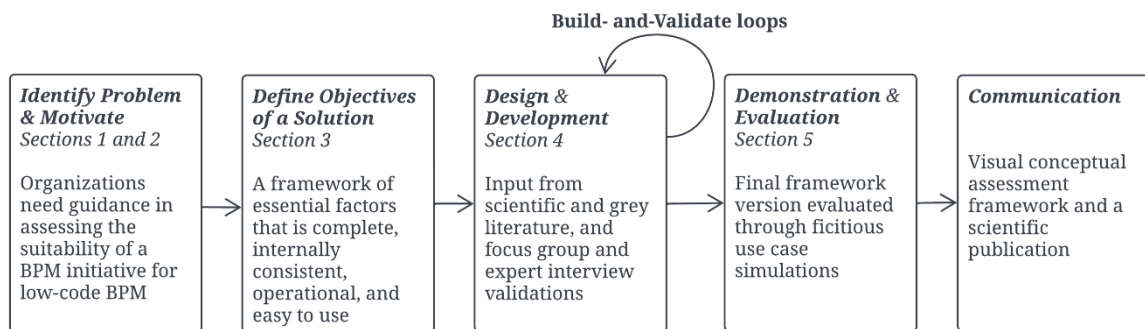 Build- and-Validate loops
Identify Problem
& Motivate
Sections 1 and 2
Organizations
need guidance in
assessing the
suitability of a
BPM initiative for
low-code BPM
Define Objectives
of a Solution
Section 3
A framework of
essential factors
that is complete,
internally
consistent,
operational, and
easy to use
Design &
Development
Section 4
Input from
scientific and grey
literature, and
focus group and
expert interview
validations
Demonstration &
Evaluation
Section 5
Final framework
version evaluated
through ficitious
use case
simulations
Communication
Visual conceptual
assessment
framework and a
scientific
publication